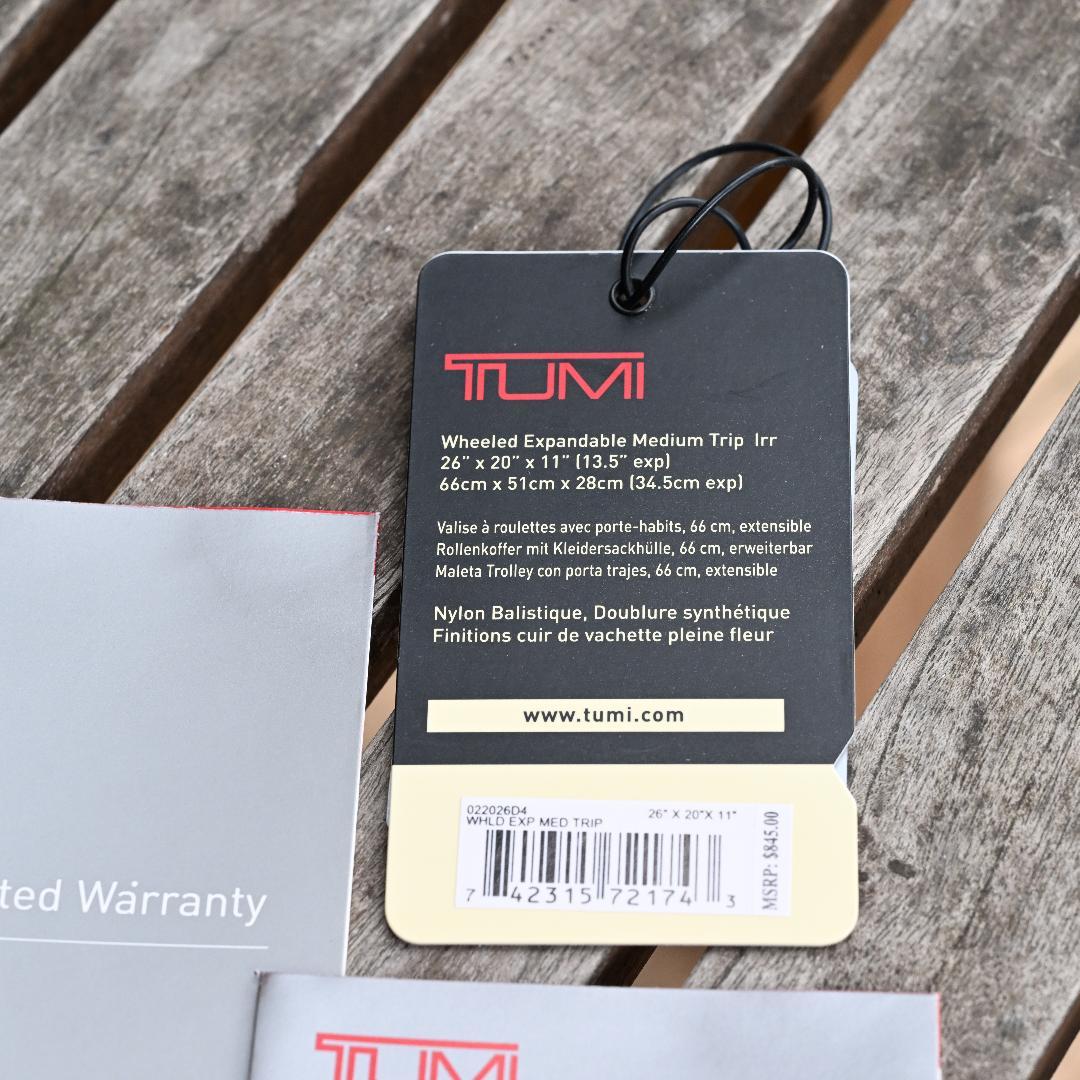 TUMI
Wheeled Expandable Medium Trip Irr
26" x 20" x 11" (13.5" exp)
66cm x 51cm x 28cm (34.5cm exp)
Valise à roulettes avec porte-habits, 66 cm, extensible
Rollenkoffer mit Kleidersackhülle, 66 cm, erweiterbar
Maleta Trolley con porta trajes, 66 cm, extensible
Nylon Balistique, Doublure synthétique
Finitions cuir de vachette pleine fleur
www.tumi.com
022026D4 26" X 20"X 11"
WHLD EXP MED TRIP
7 42315 72174 3
MSRP: $845.00
ted Warranty
TUMI